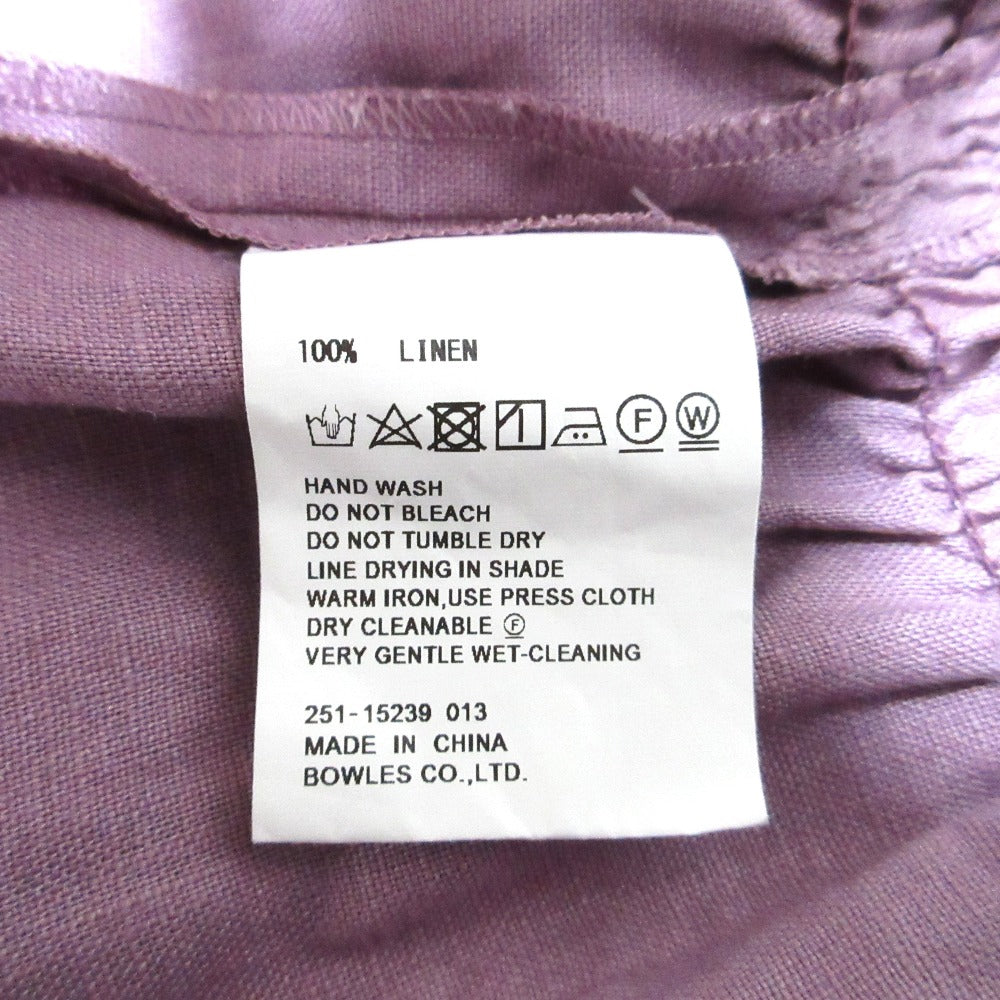 100% LINEN
F W
HAND WASH
DO NOT BLEACH
DO NOT TUMBLE DRY
LINE DRYING IN SHADE
WARM IRON,USE PRESS CLOTH
DRY CLEANABLE Ⓕ
VERY GENTLE WET-CLEANING
251-15239 013
MADE IN CHINA
BOWLES CO.,LTD.